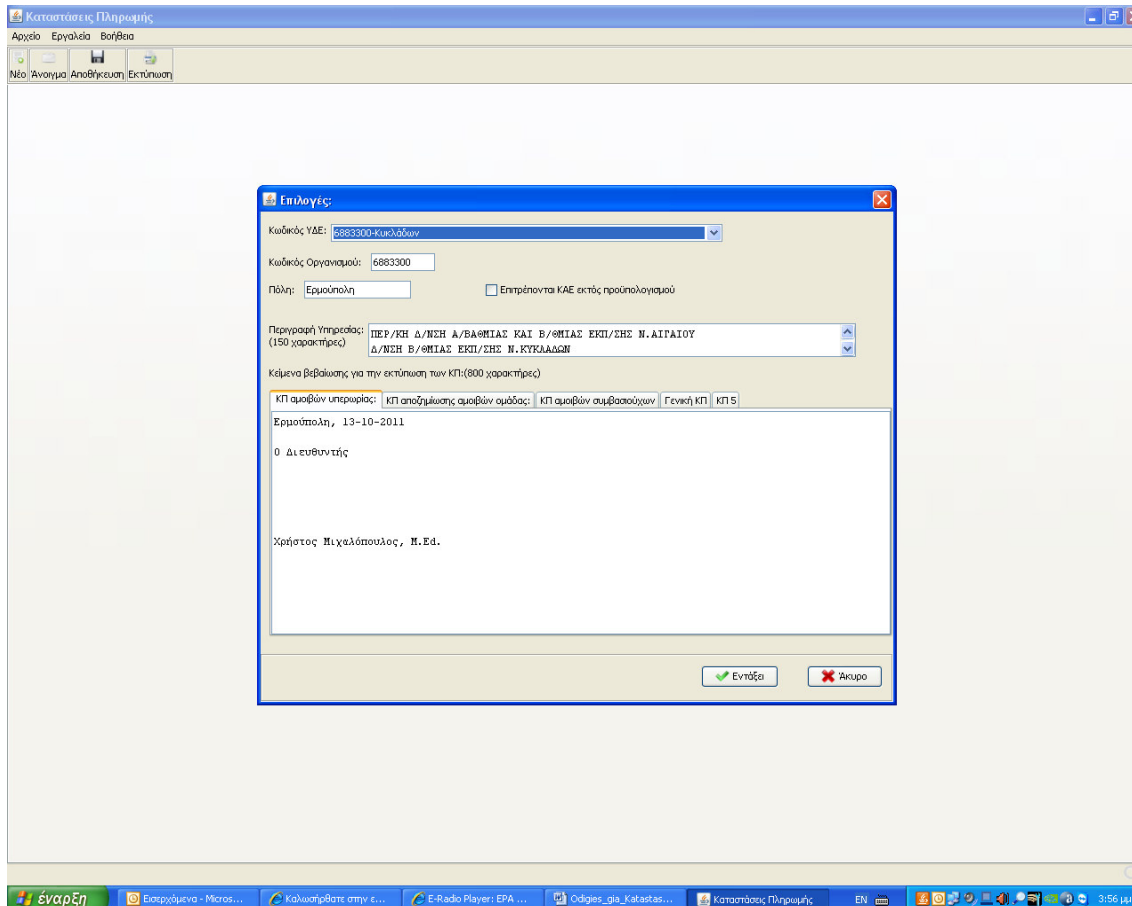 Καταστάσεις Πληρωμής
Αρχείο Εργαλεία Βοήθεια
Νέο Άνοιγμα Αποθήκευση Εκτύπωση
Επιλογές:
Κωδικός ΥΔΕ: 6883300-Κυκλάδων
Κωδικός Οργανισμού: 6883300
Πόλη: Ερμούπολη Επιτρέπονται ΚΑΕ εκτός προϋπολογισμού
Περιγραφή Υπηρεσίας: ΠΕΡ/ΚΗ Δ/ΝΣΗ Α/ΒΑΘΜΙΑΣ ΚΑΙ Β/ΘΜΙΑΣ ΕΚΠ/ΣΗΣ Ν.ΑΙΓΑΙΟΥ
(150 χαρακτήρες) Δ/ΝΣΗ Β/ΘΜΙΑΣ ΕΚΠ/ΣΗΣ Ν.ΚΥΚΛΑΔΩΝ
Κείμενα βεβαίωσης για την εκτύπωση των ΚΠ:(800 χαρακτήρες)
ΚΠ αμοιβών υπερωρίας: ΚΠ αποζημίωσης αμοιβών ομάδας: ΚΠ αμοιβών συμβασιούχων Γενική ΚΠ ΚΠ 5
Ερμούπολη, 13-10-2011
Ο Διευθυντής
Χρήστος Μιχαλόπουλος, M.Ed.
Εντάξει Άκυρο
έναρξη Εισερχόμενα - Micros... Καλωσήρθατε στην ε... E-Radio Player: ΕΡΑ ... Odigies_gia_Katastas... Καταστάσεις Πληρωμής EN 3:56 μμ